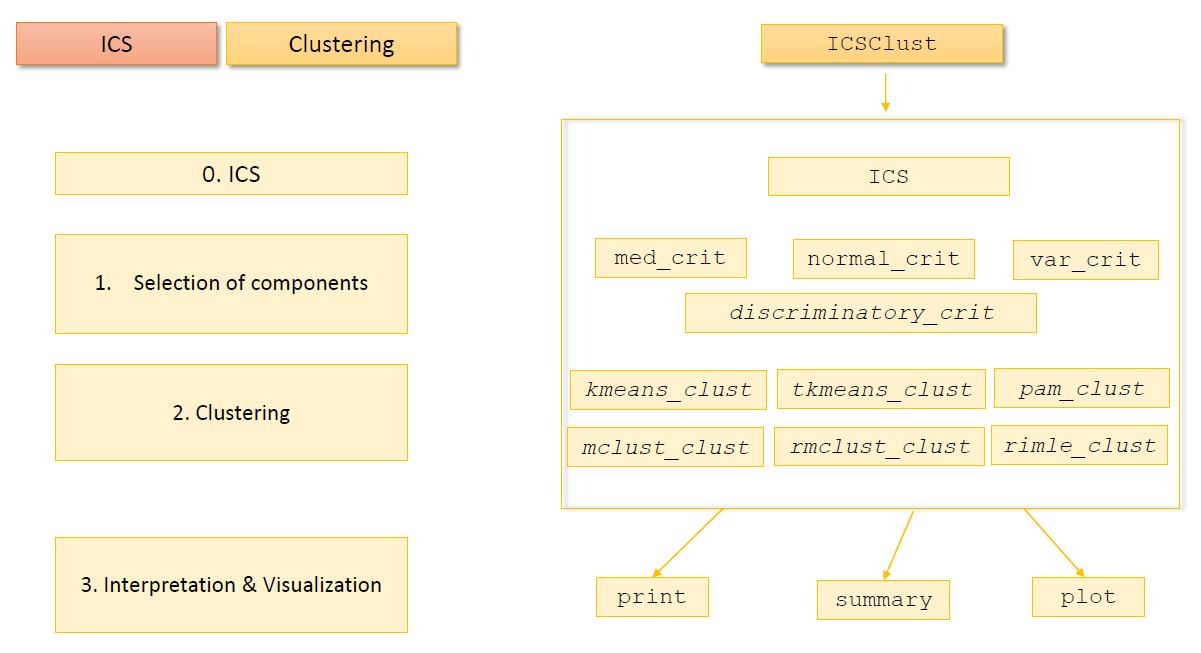 ICS
Clustering
ICSClust
0. ICS
ICS
1. Selection of components
med_crit
normal_crit
var_crit
discriminatory_crit
2. Clustering
kmeans_clust
tkmeans_clust
pam_clust
mclust_clust
rmclust_clust
rimle_clust
3. Interpretation & Visualization
print
summary
plot